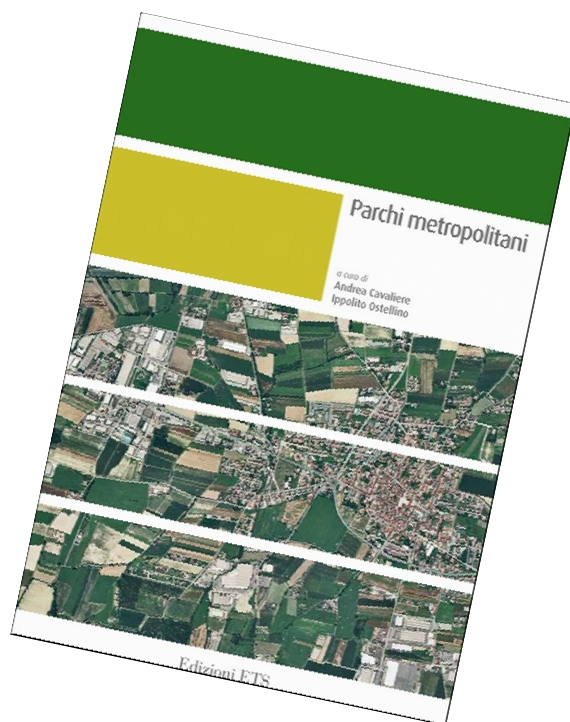 Parchi metropolitani
a cura di
Andrea Cavaliere
Ippolito Ostellino
Edizioni ETS